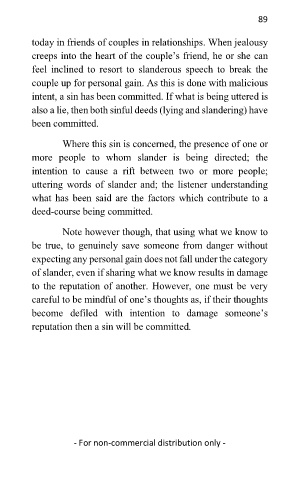 89
today in friends of couples in relationships. When jealousy
creeps into the heart of the couple’s friend, he or she can
feel inclined to resort to slanderous speech to break the
couple up for personal gain. As this is done with malicious
intent, a sin has been committed. If what is being uttered is
also a lie, then both sinful deeds (lying and slandering) have
been committed.
Where this sin is concerned, the presence of one or
more people to whom slander is being directed; the
intention to cause a rift between two or more people;
uttering words of slander and; the listener understanding
what has been said are the factors which contribute to a
deed-course being committed.
Note however though, that using what we know to
be true, to genuinely save someone from danger without
expecting any personal gain does not fall under the category
of slander, even if sharing what we know results in damage
to the reputation of another. However, one must be very
careful to be mindful of one’s thoughts as, if their thoughts
become defiled with intention to damage someone’s
reputation then a sin will be committed.
- For non-commercial distribution only -